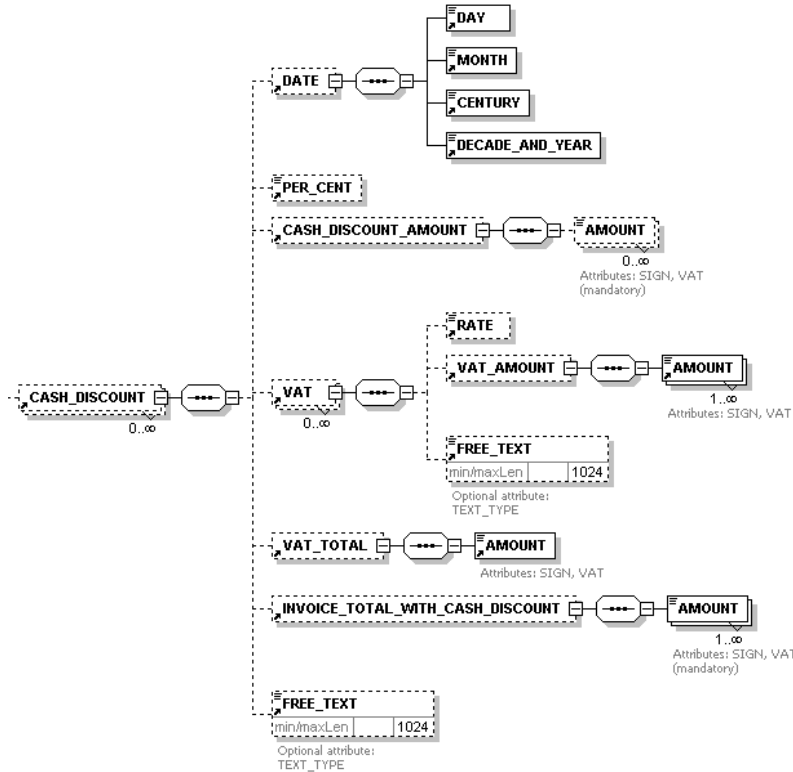 DAY
DATE
MONTH
CENTURY
DECADE_AND_YEAR
PER_CENT
CASH_DISCOUNT_AMOUNT
AMOUNT
0..∞
Attributes: SIGN, VAT
(mandatory)
RATE
VAT_AMOUNT
AMOUNT
1..∞
Attributes: SIGN, VAT
CASH_DISCOUNT
0..∞
VAT
0..∞
FREE_TEXT
min/maxLen 1024
Optional attribute:
TEXT_TYPE
VAT_TOTAL
AMOUNT
Attributes: SIGN, VAT
INVOICE_TOTAL_WITH_CASH_DISCOUNT
AMOUNT
1..∞
Attributes: SIGN, VAT
(mandatory)
FREE_TEXT
min/maxLen 1024
Optional attribute:
TEXT_TYPE